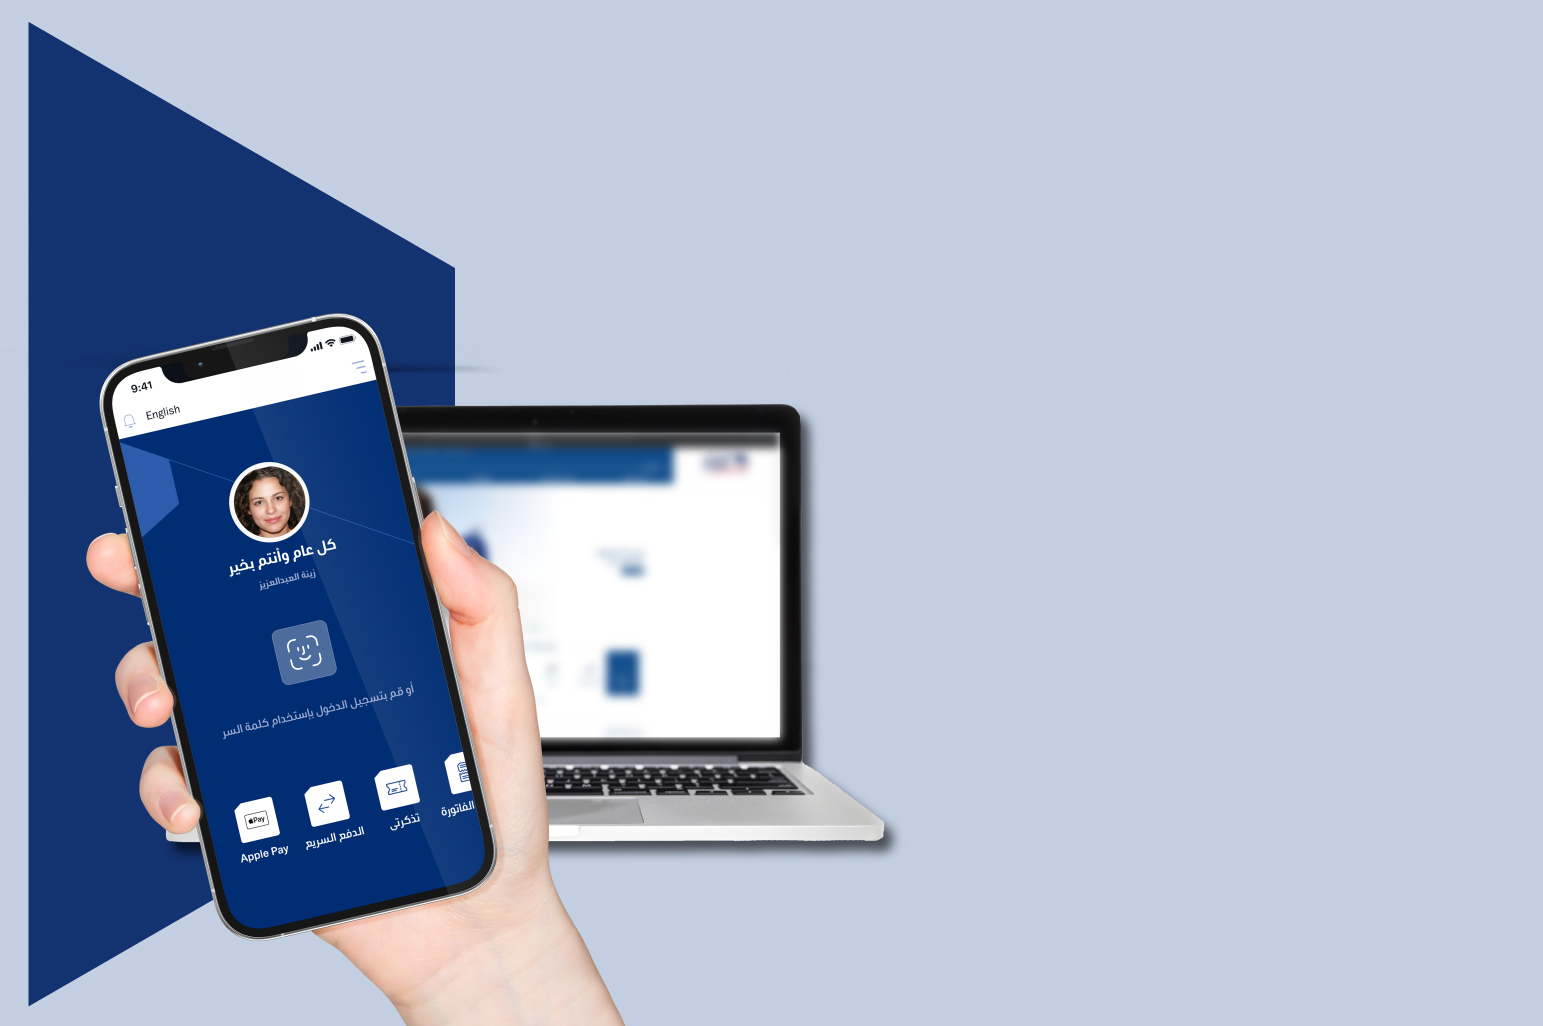 9:41
English
كل عام وأنتم بخير
زينة العبدالعزيز
أو قم بتسجيل الدخول بإستخدام كلمة السر
Pay
Apple Pay
الدفع السريع
تذكرتى
الفاتورة